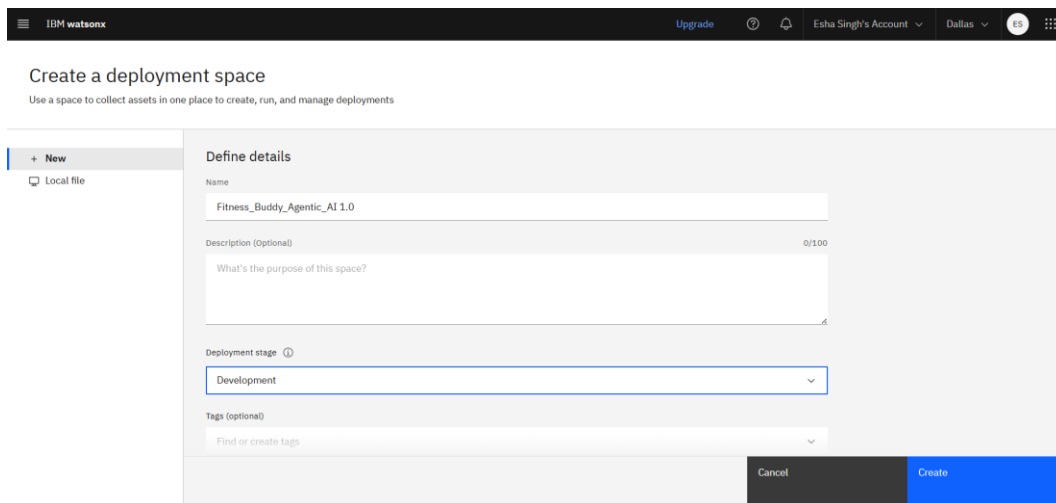 IBM watsonx
Upgrade
Esha Singh's Account
Dallas
ES
Create a deployment space
Use a space to collect assets in one place to create, run, and manage deployments
+ New
Local file
Define details
Name
Fitness_Buddy_Agentic_AI 1.0
Description (Optional)
0/100
What's the purpose of this space?
Deployment stage
Development
Tags (optional)
Find or create tags
Cancel
Create